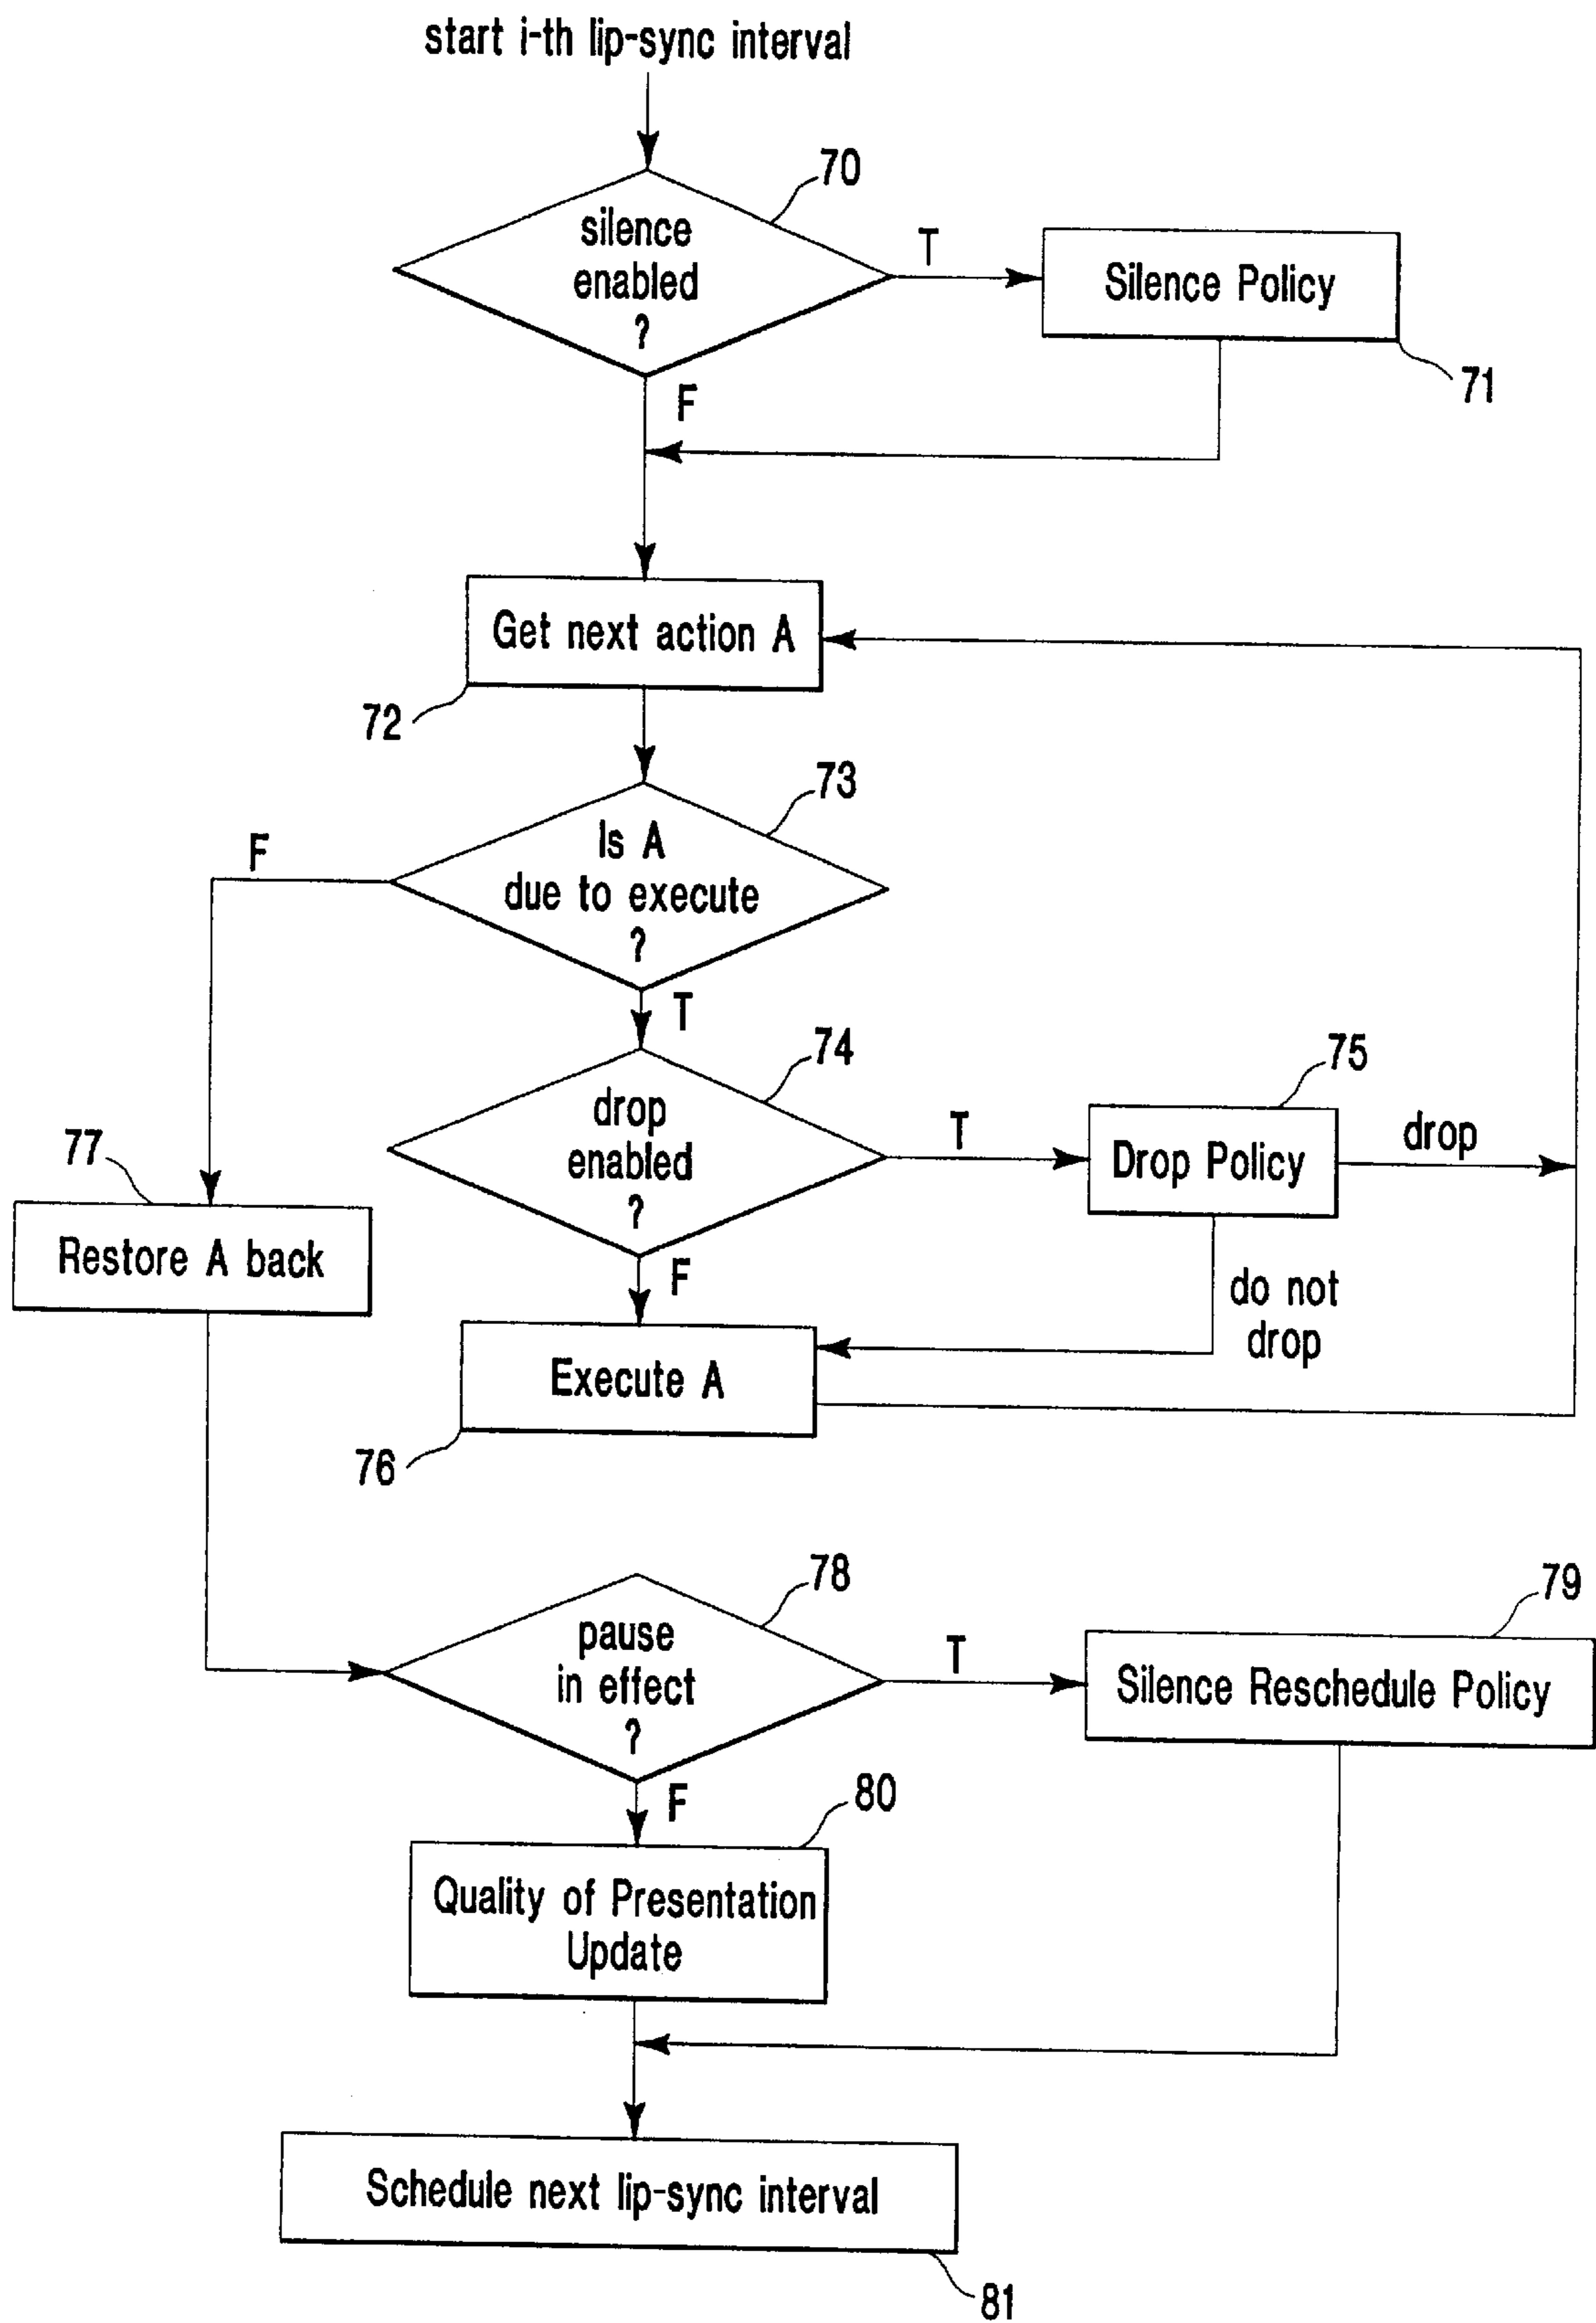 start i-th lip-sync interval
70
silence
enabled
?
T
Silence Policy
71
F
Get next action A
72
73
Is A
due to execute
?
F
T
74
drop
enabled
?
T
75
Drop Policy
drop
77
Restore A back
F
do not
drop
Execute A
76
78
pause
in effect
?
T
79
Silence Reschedule Policy
F
80
Quality of Presentation
Update
Schedule next lip-sync interval
81